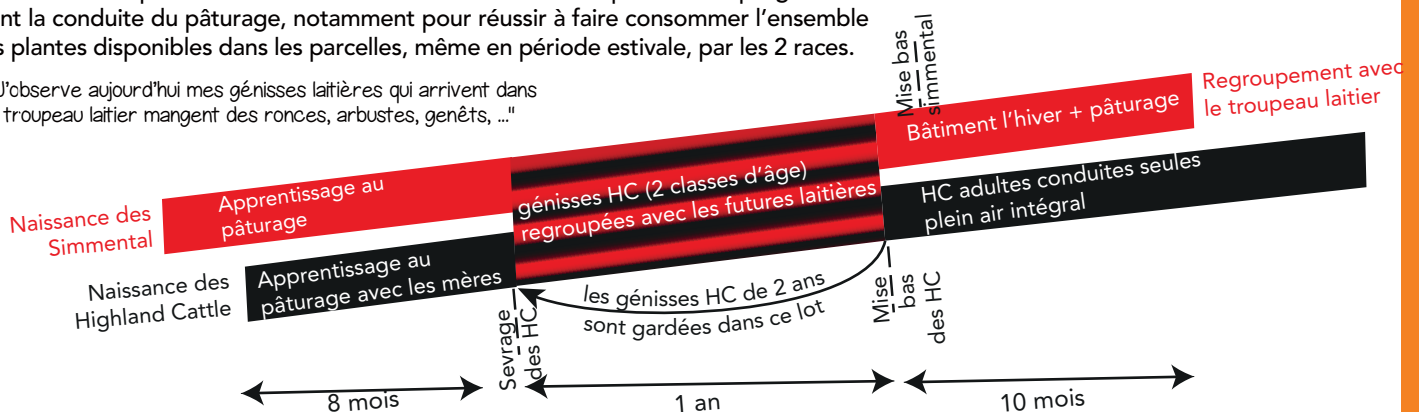 nt la conduite du pâturage, notamment pour réussir à faire consommer l'ensemble
s plantes disponibles dans les parcelles, même en période estivale, par les 2 races.
J'observe aujourd'hui mes génisses laitières qui arrivent dans
troupeau laitier mangent des ronces, arbustes, genêts, ..."
Mise bas
simmental
Regroupement avec
le troupeau laitier
Bâtiment l'hiver + pâturage
Naissance des
Simmental
Apprentissage au
pâturage
génisses HC (2 classes d'âge)
regroupées avec les futures laitières
HC adultes conduites seules
plein air intégral
Naissance des
Highland Cattle
Apprentissage au
pâturage avec les mères
les génisses HC de 2 ans
sont gardées dans ce lot
Sevrage
des HC
Mise
bas
des HC
8 mois
1 an
10 mois